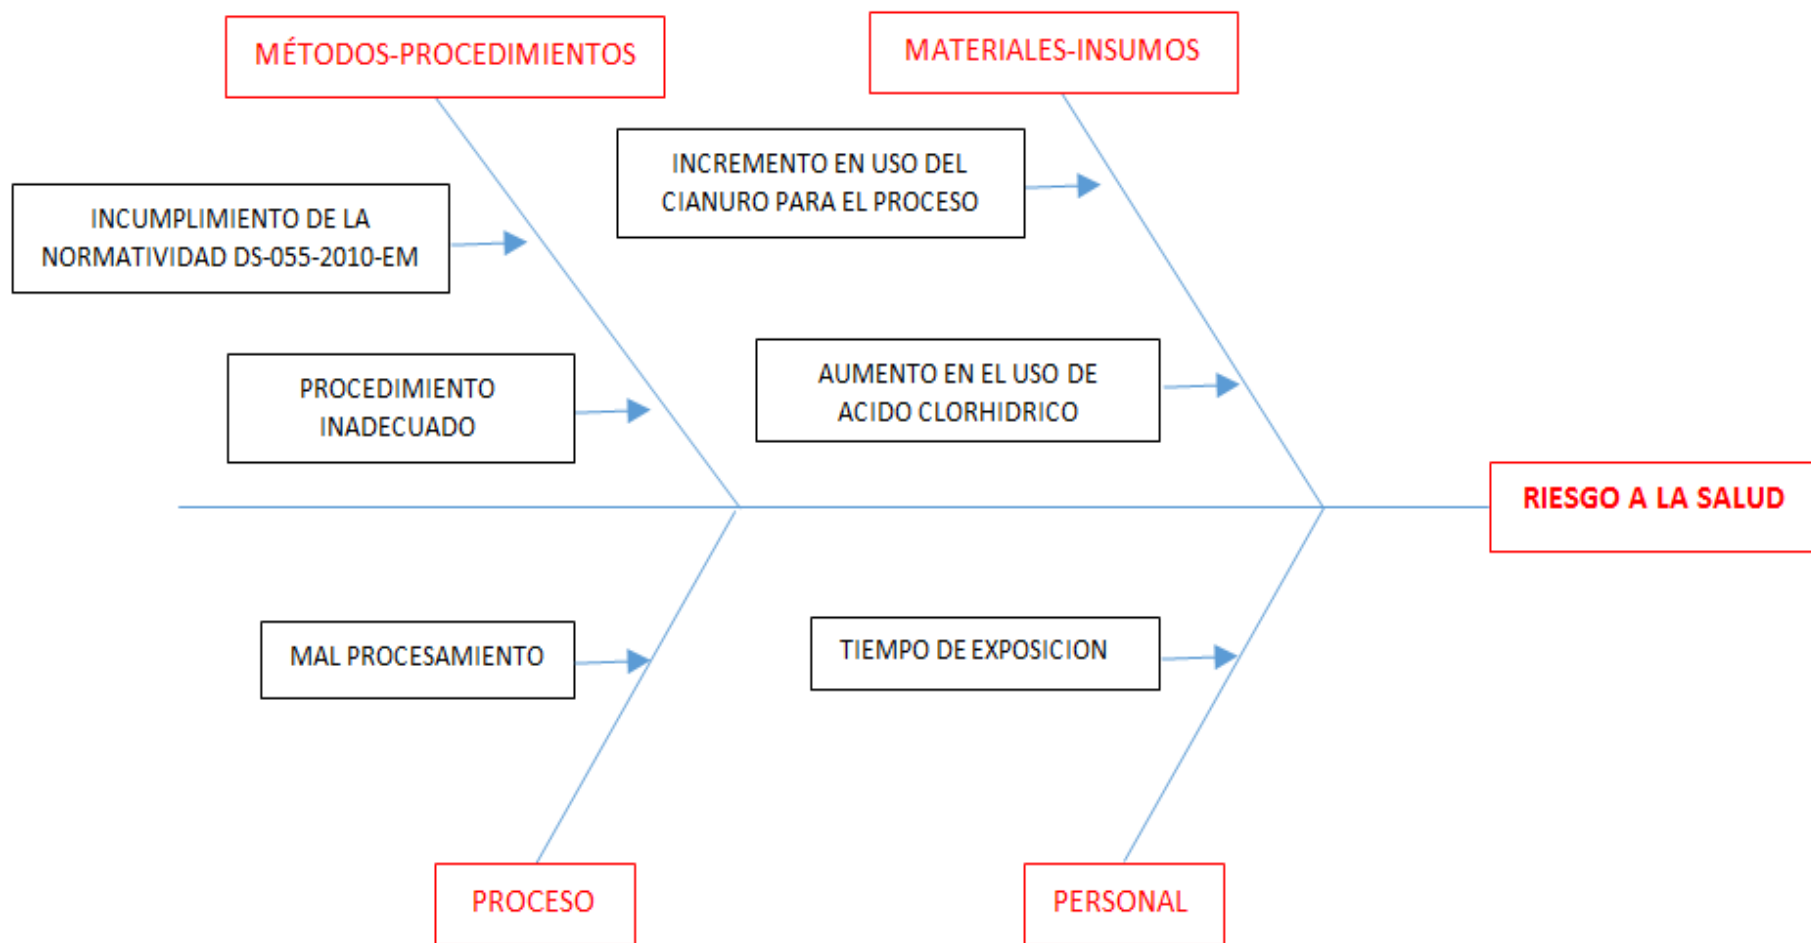 MÉTODOS-PROCEDIMIENTOS
MATERIALES-INSUMOS
INCREMENTO EN USO DEL
CIANURO PARA EL PROCESO
INCUMPLIMIENTO DE LA
NORMATIVIDAD DS-055-2010-EM
PROCEDIMIENTO
INADECUADO
AUMENTO EN EL USO DE
ACIDO CLORHIDRICO
RIESGO A LA SALUD
MAL PROCESAMIENTO
TIEMPO DE EXPOSICION
PROCESO
PERSONAL